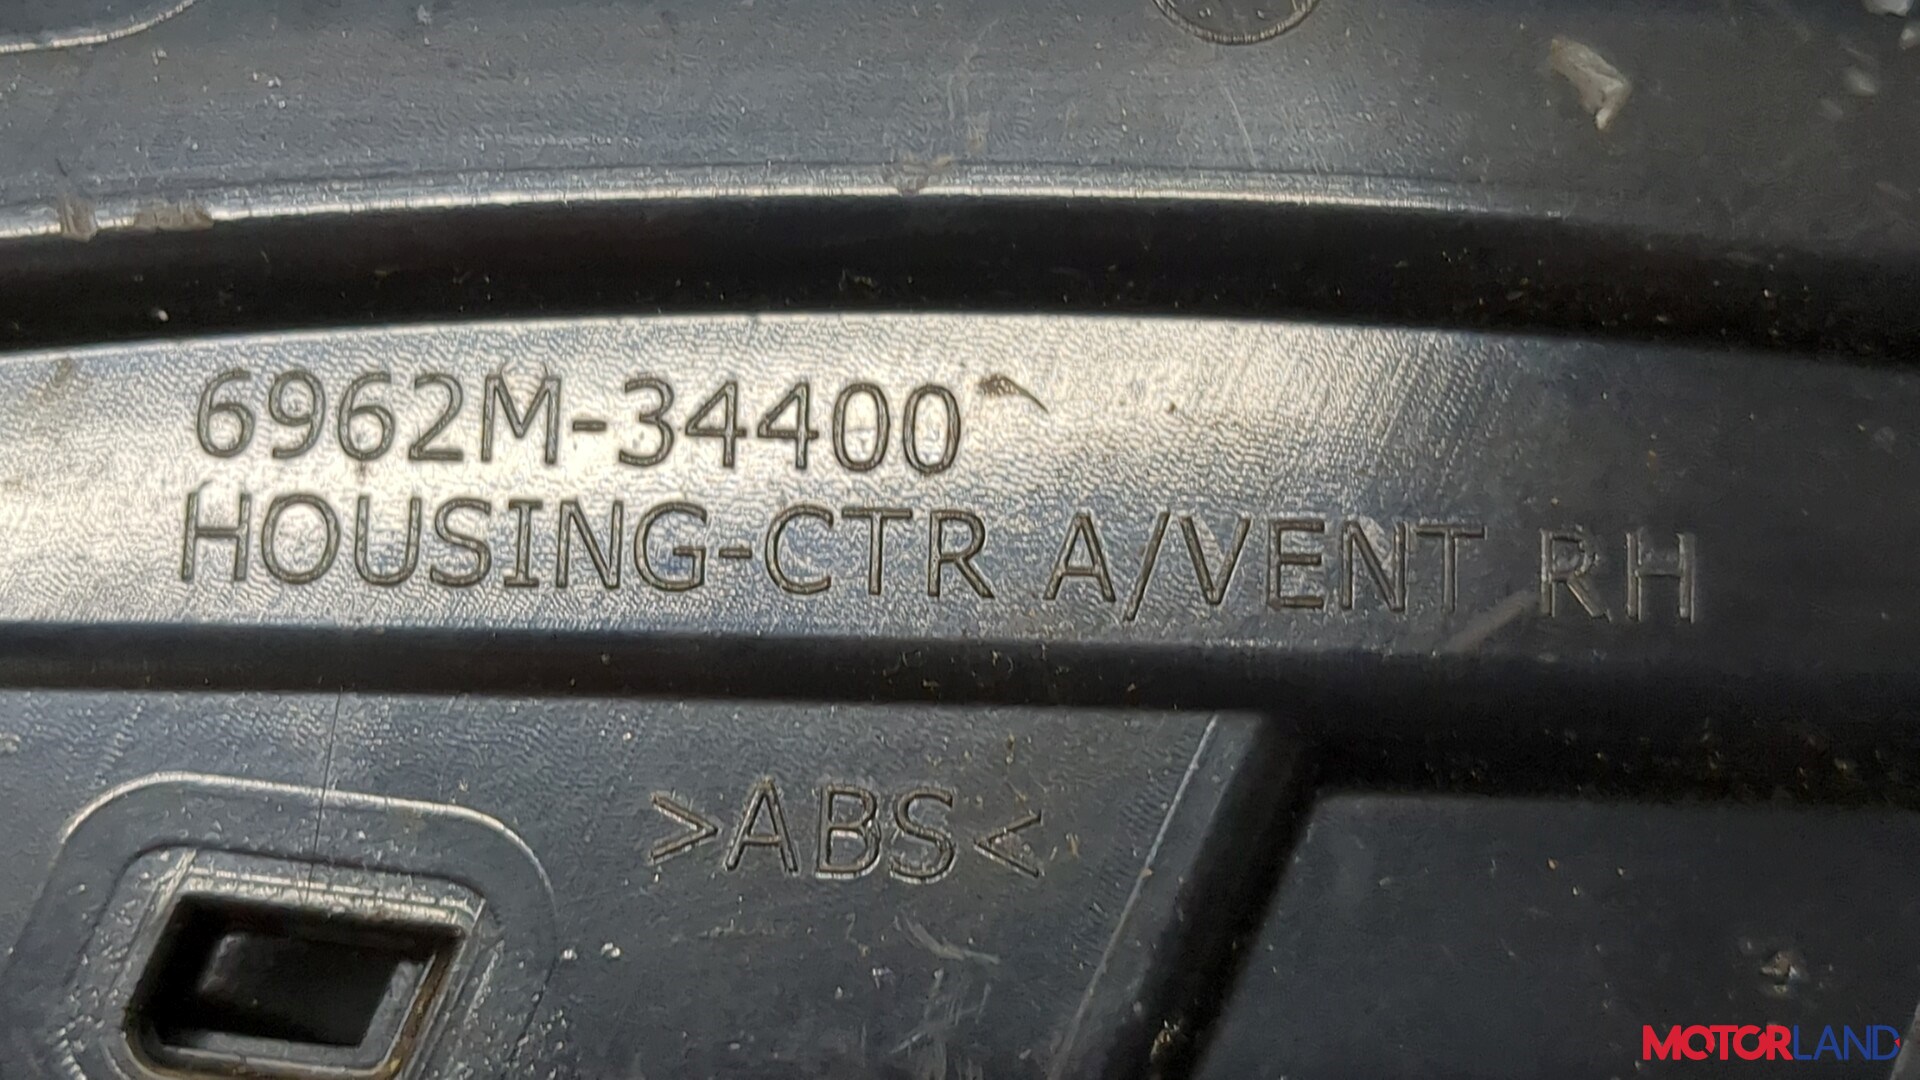 6962M-34400
HOUSING-CTR A/VENT RH
>ABS<
MOTORLAND